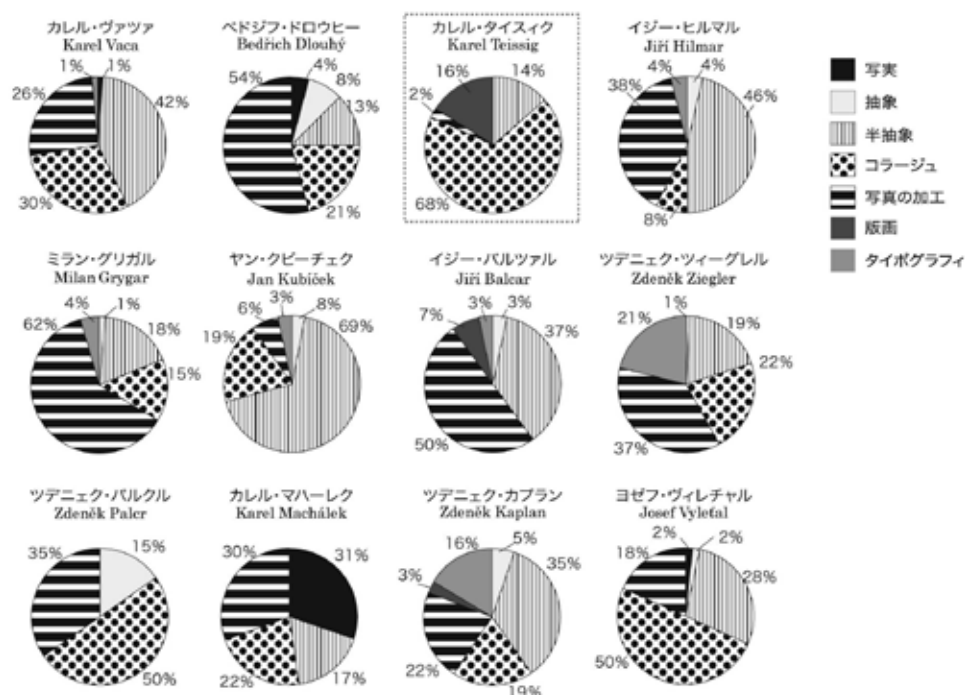 カレル・ヴァツァ
Karel Vaca
1%
1%
26%
42%
30%
ベドジフ・ドロウヒー
Bedřich Dlouhý
54%
4%
8%
13%
21%
カレル・タイスィク
Karel Teissig
16%
14%
2%
68%
イジー・ヒルマル
Jiří Hilmar
4%
4%
38%
46%
8%
写実
抽象
半抽象
コラージュ
写真の加工
版画
タイポグラフィ
ミラン・グリガル
Milan Grygar
4%
1%
62%
18%
15%
ヤン・クビーチェク
Jan Kubíček
3%
8%
6%
69%
19%
イジー・バルツァル
Jiří Balcar
3%
3%
7%
37%
50%
ツデニェク・ツィーグレル
Zdeněk Ziegler
1%
21%
19%
22%
37%
ツデニェク・パルクル
Zdeněk Palcr
35%
15%
50%
カレル・マハーレク
Karel Machálek
30%
31%
22%
17%
ツデニェク・カプラン
Zdeněk Kaplan
16%
5%
35%
3%
22%
19%
ヨゼフ・ヴィレチャル
Josef Vyleťal
2%
2%
18%
28%
50%